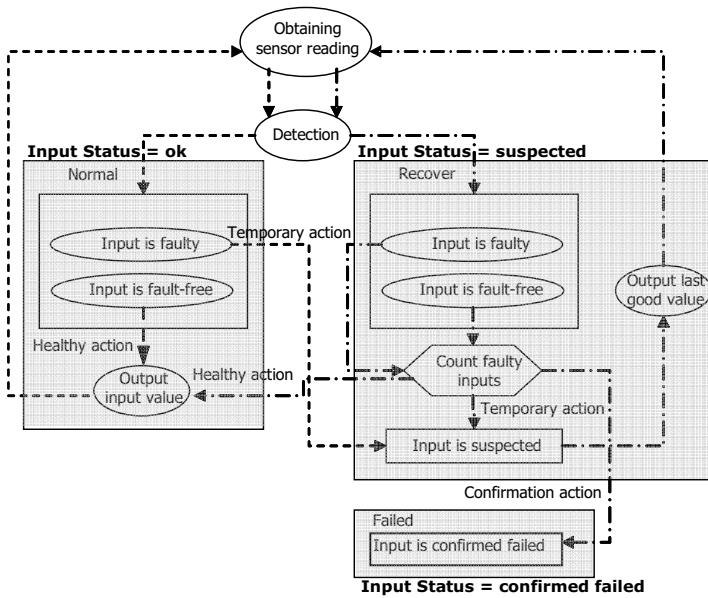 Obtaining
sensor reading
Detection
Input Status = ok
Normal
Input is faulty
Input is fault-free
Healthy action
Output
input value
Temporary action
Healthy action
Input Status = suspected
Recover
Input is faulty
Input is fault-free
Output last
good value
Count faulty
inputs
Temporary action
Input is suspected
Confirmation action
Failed
Input is confirmed failed
Input Status = confirmed failed